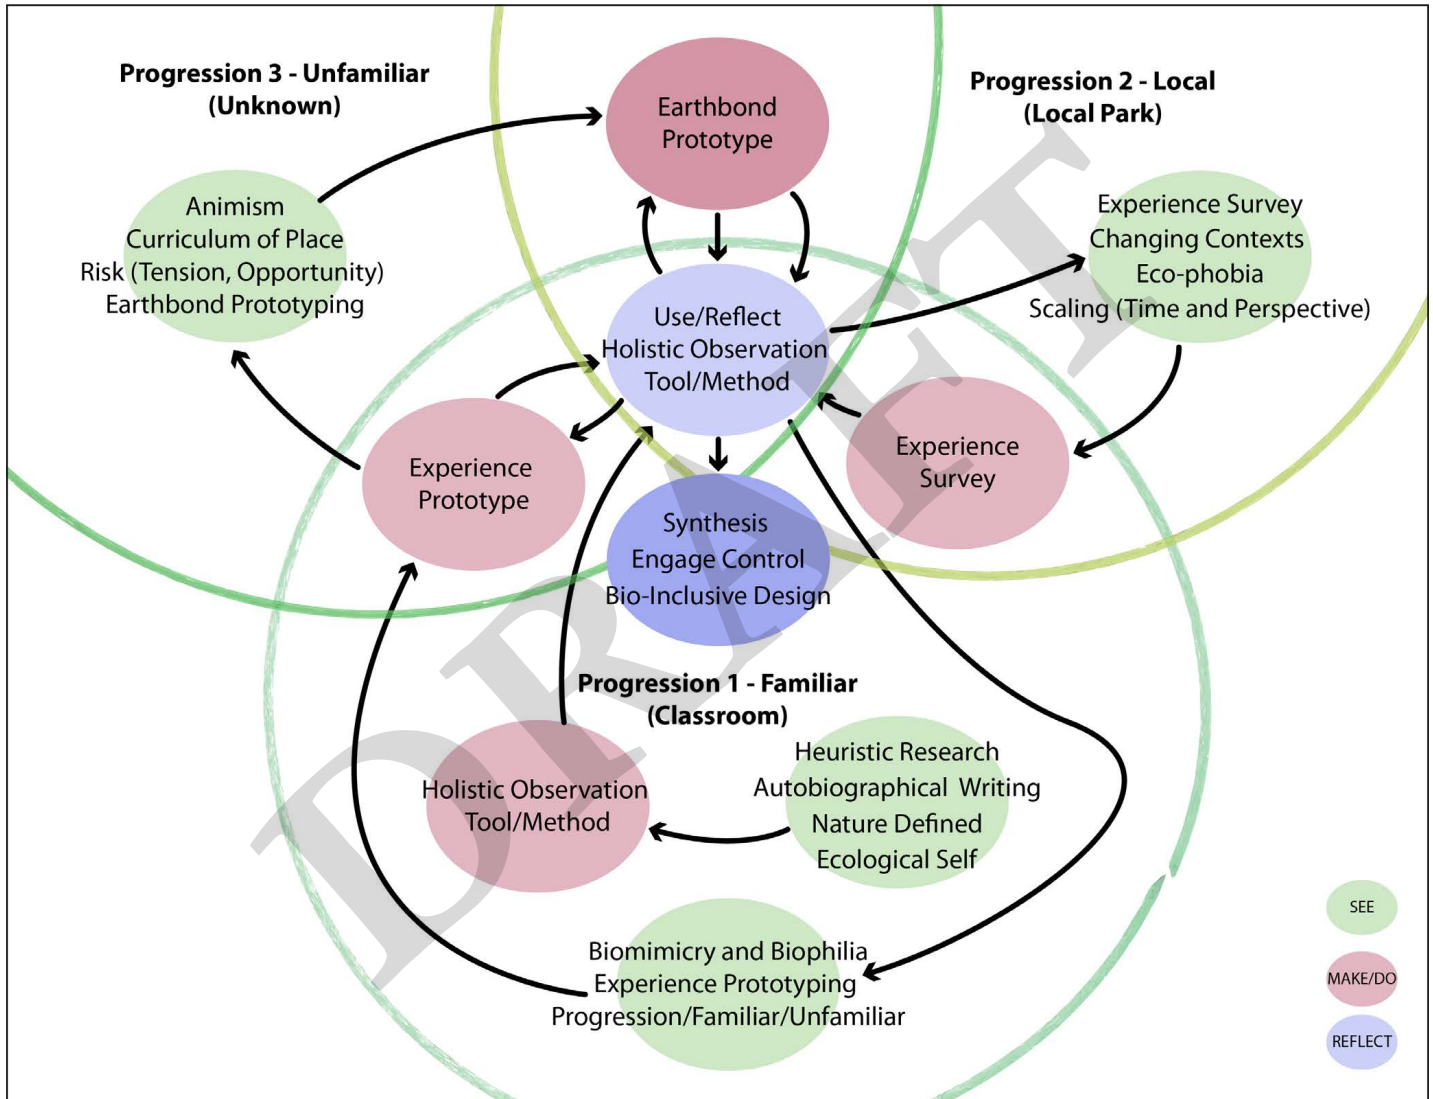 Progression 3 - Unfamiliar
(Unknown)
Earthbond
Prototype
Progression 2 - Local
(Local Park)
Animism
Curriculum of Place
Risk (Tension, Opportunity)
Earthbond Prototyping
Use/Reflect
Holistic Observation
Tool/Method
Experience Survey
Changing Contexts
Eco-phobia
Scaling (Time and Perspective)
Experience
Prototype
Experience
Survey
Synthesis
Engage Control
Bio-Inclusive Design
Progression 1 - Familiar
(Classroom)
Holistic Observation
Tool/Method
Heuristic Research
Autobiographical Writing
Nature Defined
Ecological Self
Biomimicry and Biophilia
Experience Prototyping
Progression/Familiar/Unfamiliar
SEE
MAKE/DO
REFLECT
DRAFT